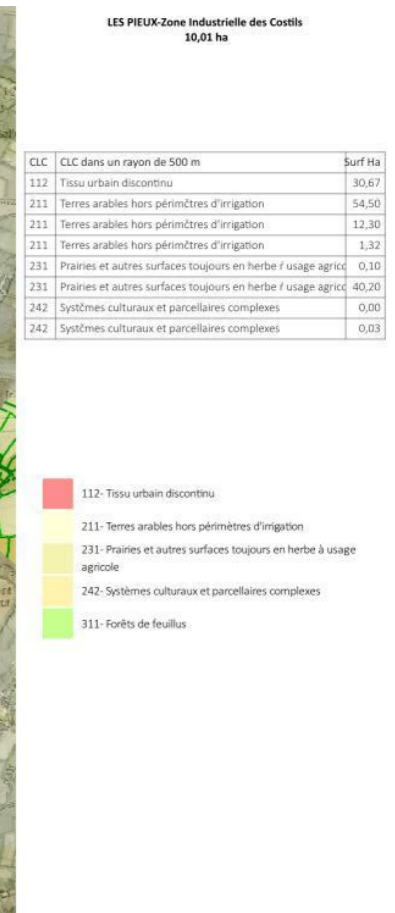 LES PIEUX-Zone Industrielle des Costils
10,01 ha
CLC CLC dans un rayon de 500 m Surf Ha
112 Tissu urbain discontinu 30,67
211 Terres arables hors périmčtres d'irrigation 54,50
211 Terres arables hors périmčtres d'irrigation 12,30
211 Terres arables hors périmčtres d'irrigation 1,32
231 Prairies et autres surfaces toujours en herbe ŕ usage agricc 0,10
231 Prairies et autres surfaces toujours en herbe ŕ usage agricc 40,20
242 Systčmes culturaux et parcellaires complexes 0,00
242 Systčmes culturaux et parcellaires complexes 0,03
112- Tissu urbain discontinu
211- Terres arables hors périmètres d'irrigation
231- Prairies et autres surfaces toujours en herbe à usage
agricole
242- Systèmes culturaux et parcellaires complexes
311- Forêts de feuillus